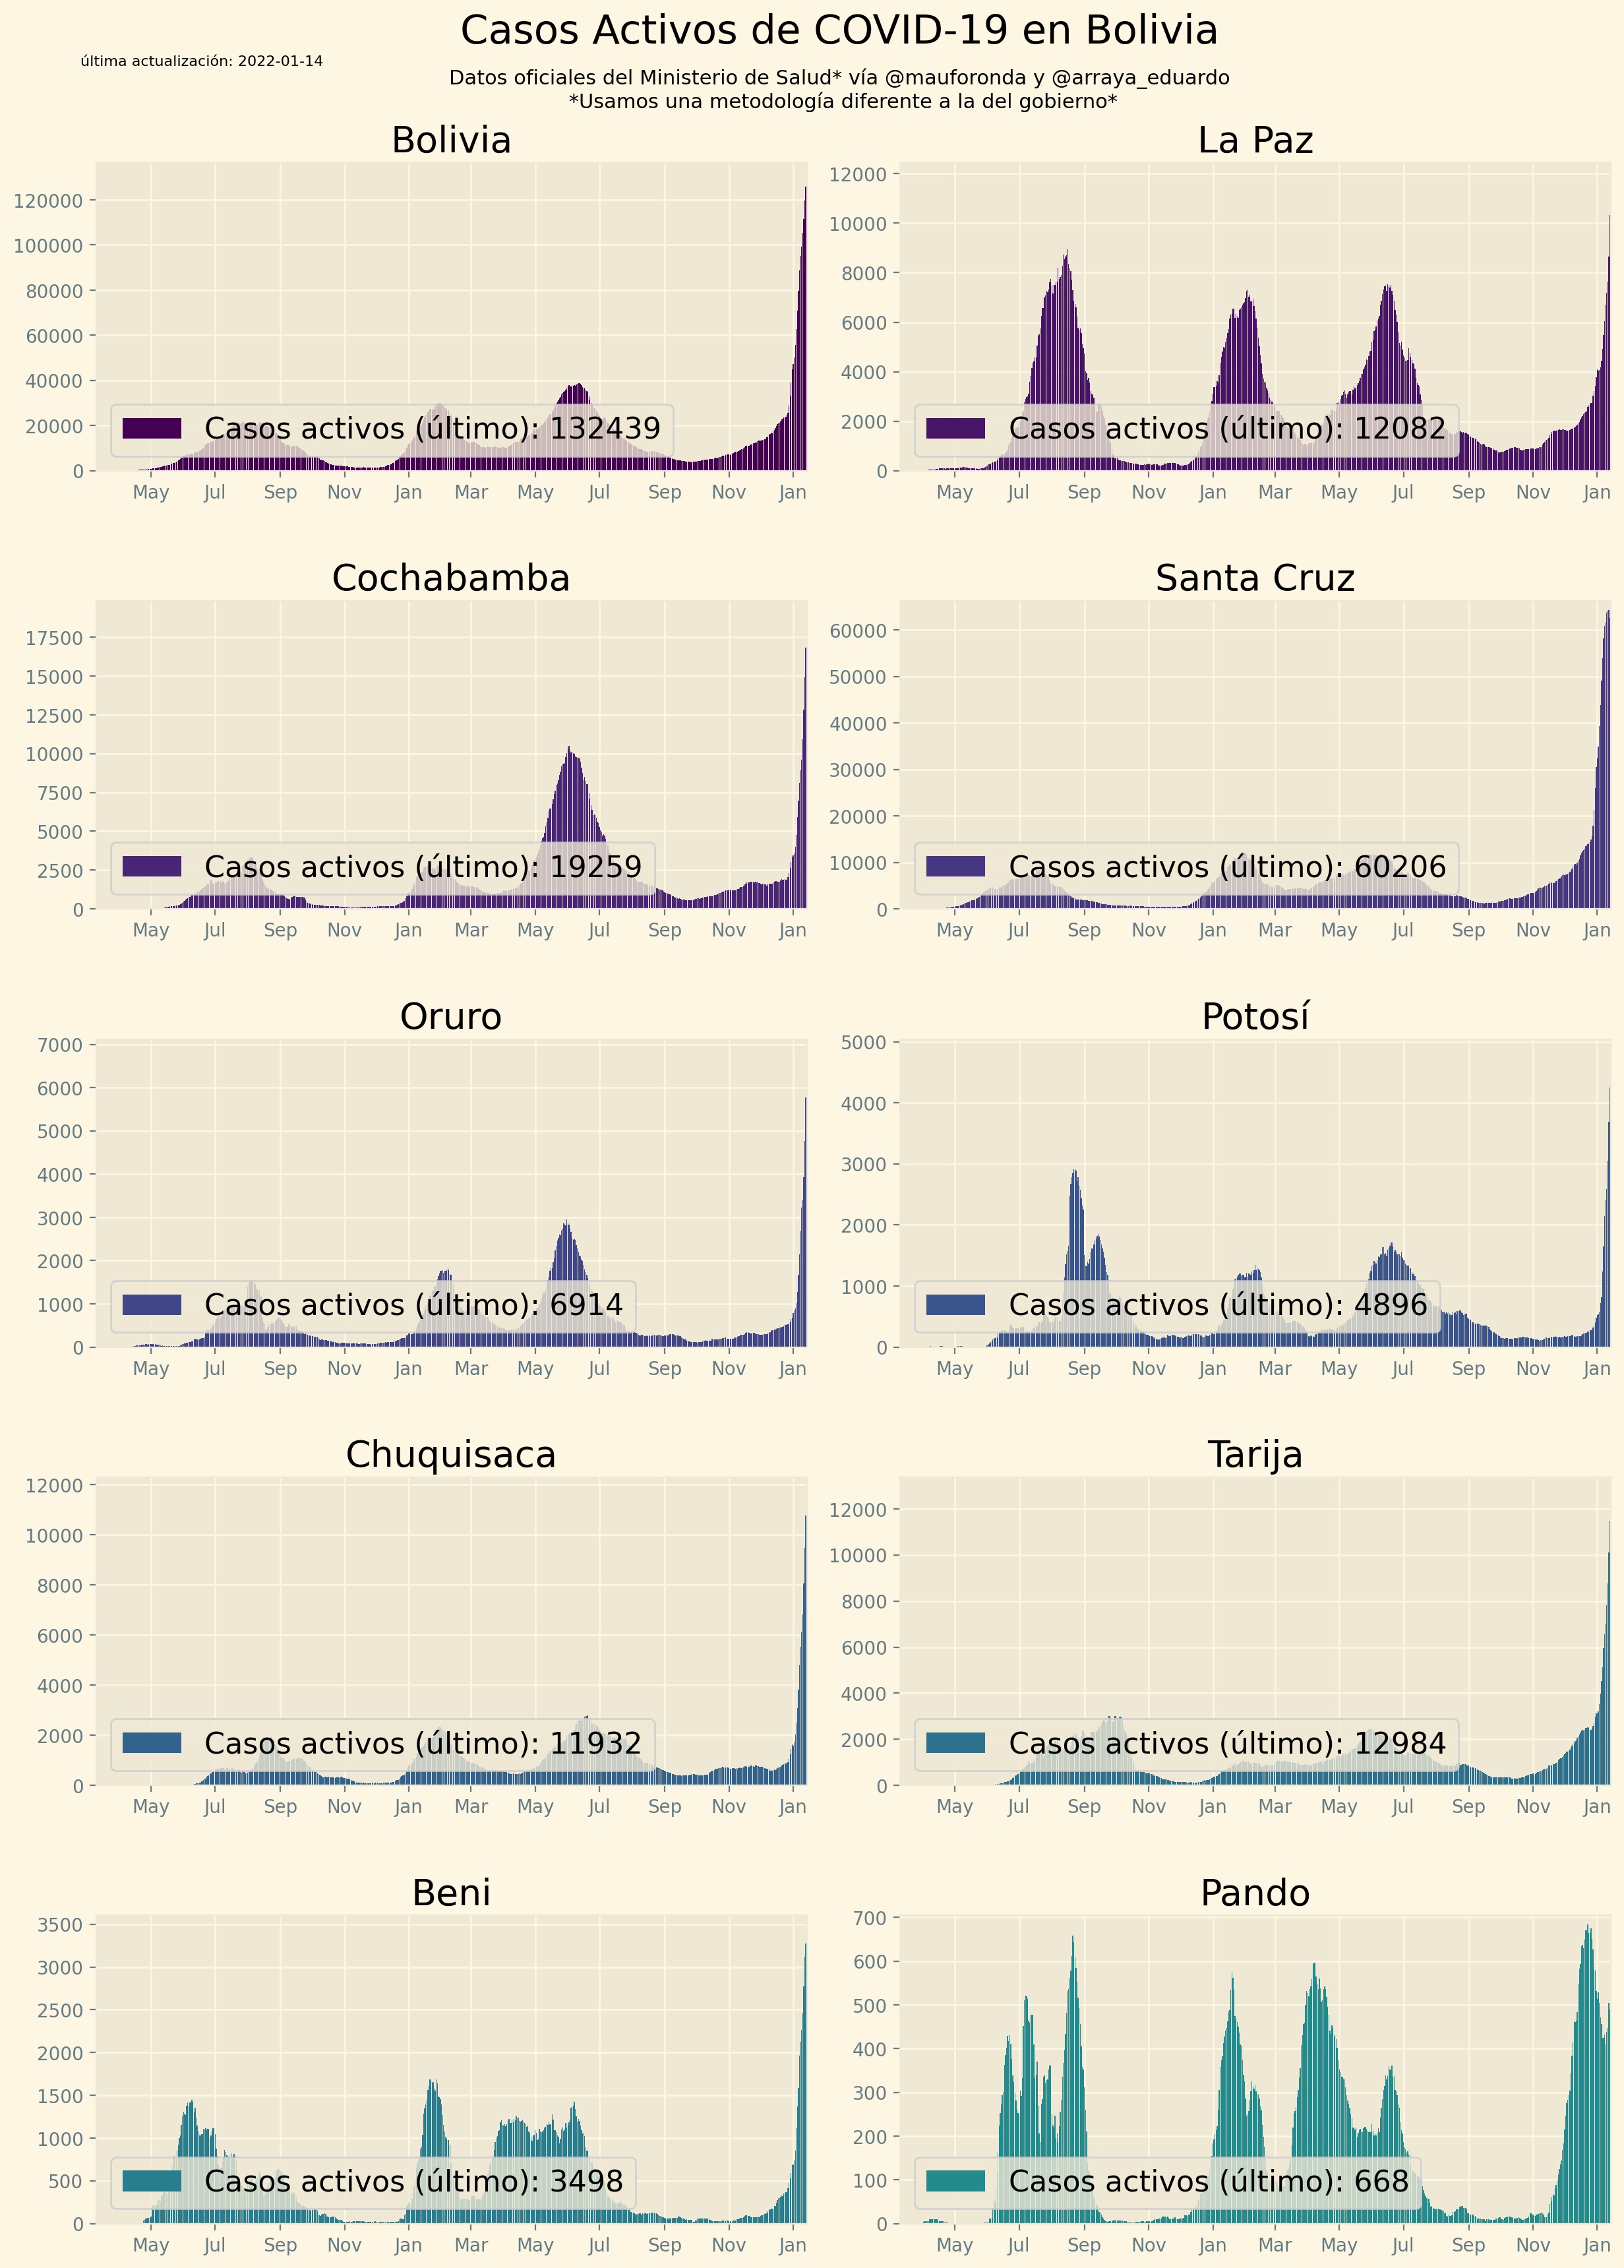 Casos Activos de COVID-19 en Bolivia
última actualización: 2022-01-14
Datos oficiales del Ministerio de Salud* vía @mauforonda y @arraya_eduardo
*Usamos una metodología diferente a la del gobierno*
Bolivia
120000
100000
80000
60000
40000
20000
0
Casos activos (último): 132439
May Jul Sep Nov Jan Mar May Jul Sep Nov Jan
La Paz
12000
10000
8000
6000
4000
2000
0
Casos activos (último): 12082
May Jul Sep Nov Jan Mar May Jul Sep Nov Jan
Cochabamba
17500
15000
12500
10000
7500
5000
2500
0
Casos activos (último): 19259
May Jul Sep Nov Jan Mar May Jul Sep Nov Jan
Santa Cruz
60000
50000
40000
30000
20000
10000
0
Casos activos (último): 60206
May Jul Sep Nov Jan Mar May Jul Sep Nov Jan
Oruro
7000
6000
5000
4000
3000
2000
1000
0
Casos activos (último): 6914
May Jul Sep Nov Jan Mar May Jul Sep Nov Jan
Potosí
5000
4000
3000
2000
1000
0
Casos activos (último): 4896
May Jul Sep Nov Jan Mar May Jul Sep Nov Jan
Chuquisaca
12000
10000
8000
6000
4000
2000
0
Casos activos (último): 11932
May Jul Sep Nov Jan Mar May Jul Sep Nov Jan
Tarija
12000
10000
8000
6000
4000
2000
0
Casos activos (último): 12984
May Jul Sep Nov Jan Mar May Jul Sep Nov Jan
Beni
3500
3000
2500
2000
1500
1000
500
0
Casos activos (último): 3498
May Jul Sep Nov Jan Mar May Jul Sep Nov Jan
Pando
700
600
500
400
300
200
100
0
Casos activos (último): 668
May Jul Sep Nov Jan Mar May Jul Sep Nov Jan